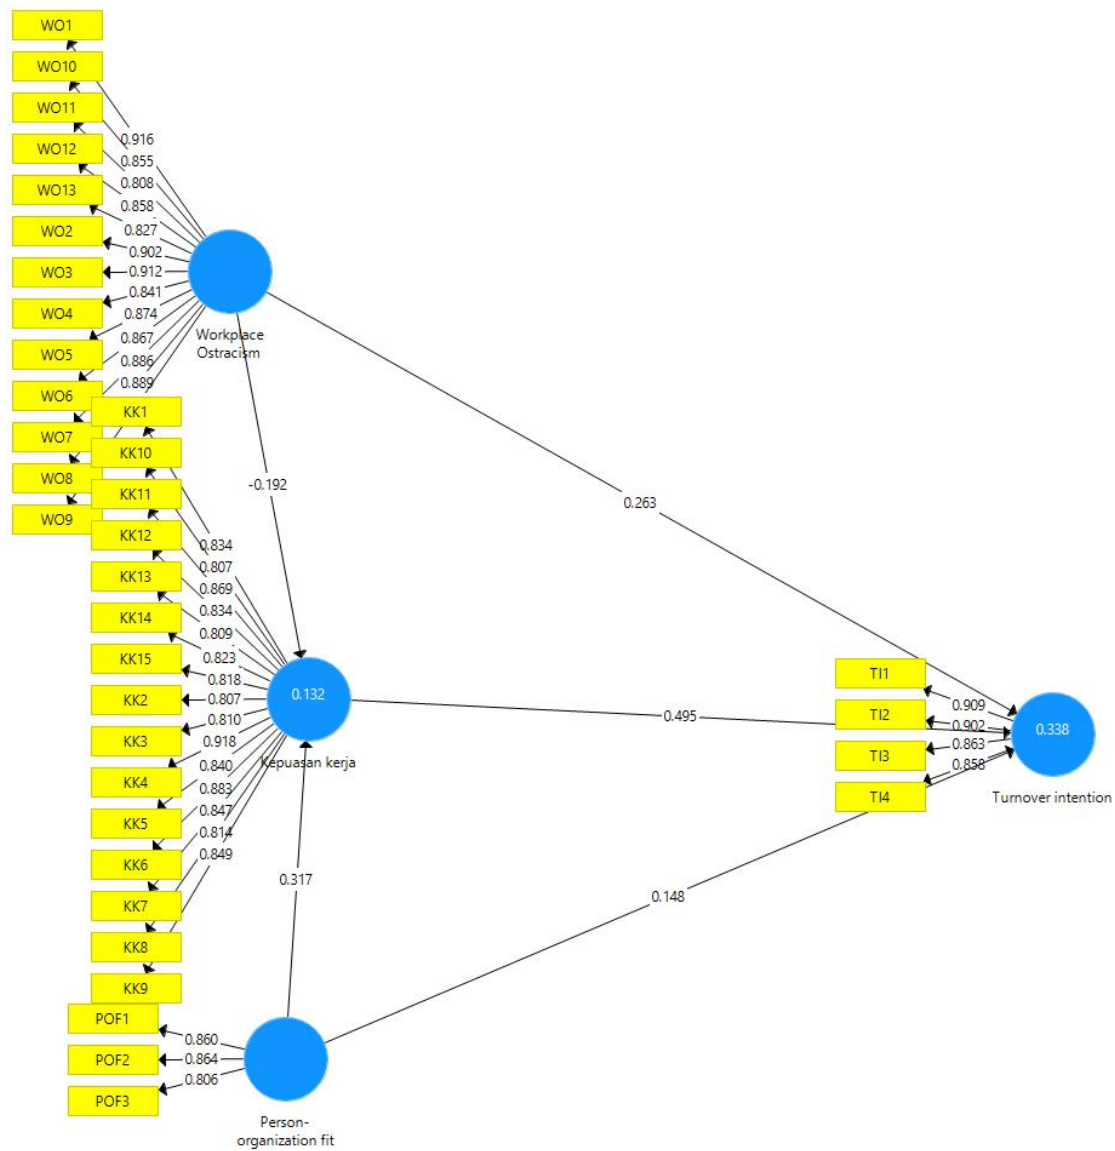 WO1
WO10
WO11
WO12
WO13
WO2
WO3
WO4
WO5
WO6
WO7
WO8
WO9
0.916
0.855
0.808
0.858
0.827
0.902
0.912
0.841
0.874
0.867
0.886
0.889
Workplace
Ostracism
-0.192
0.263
KK1
KK10
KK11
KK12
KK13
KK14
KK15
KK2
KK3
KK4
KK5
KK6
KK7
KK8
KK9
0.834
0.807
0.869
0.834
0.809
0.823
0.818
0.807
0.810
0.918
0.840
0.883
0.847
0.814
0.849
0.132
Kepuasan kerja
0.495
TI1
TI2
TI3
TI4
0.909
0.902
0.863
0.858
0.338
Turnover intention
0.317
0.148
POF1
POF2
POF3
0.860
0.864
0.806
Person-
organization fit